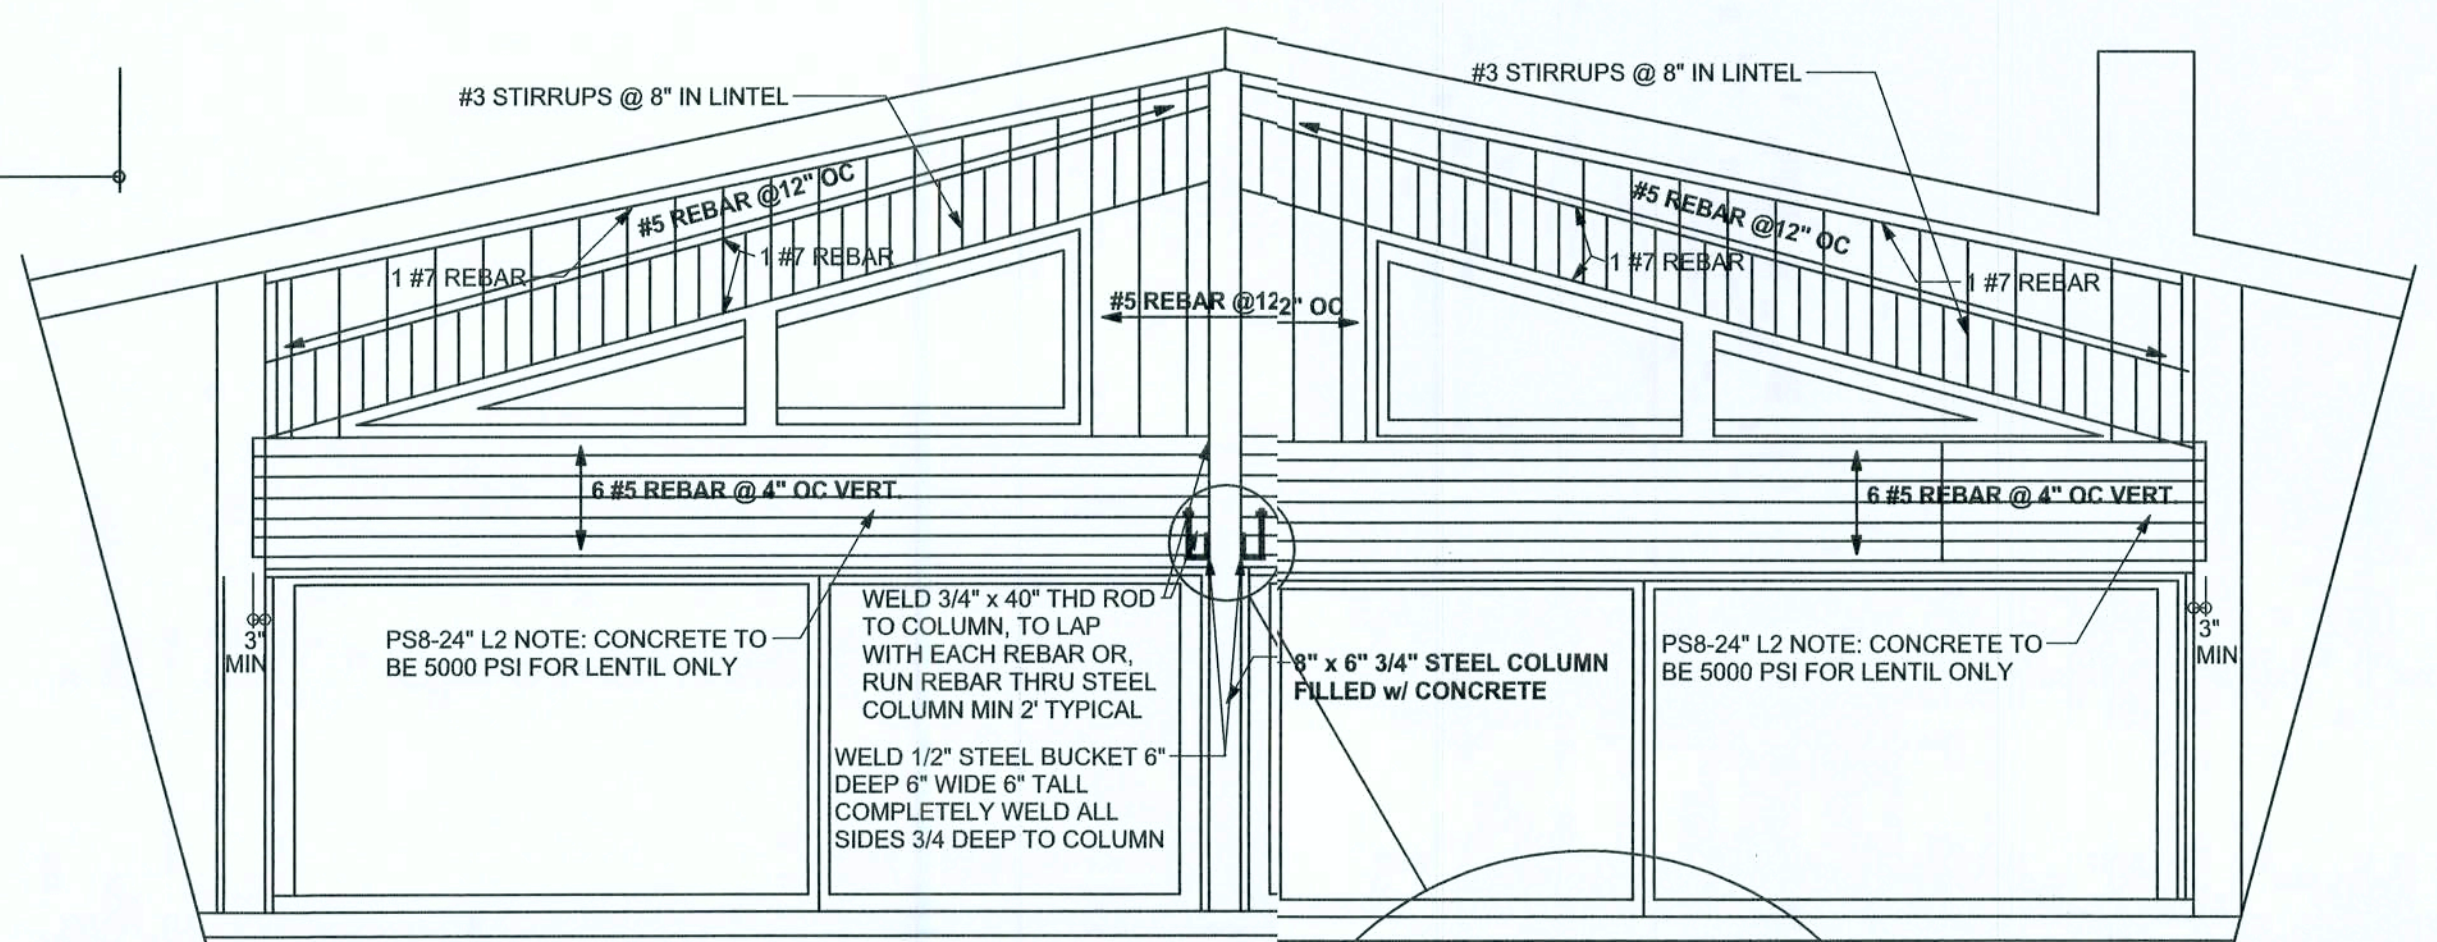 #3 STIRRUPS @ 8" IN LINTEL
#3 STIRRUPS @ 8" IN LINTEL
#5 REBAR @12" OC
#5 REBAR @12" OC
1 #7 REBAR
1 #7 REBAR
1 #7 REBAR
1 #7 REBAR
#5 REBAR @122" OC
6 #5 REBAR @ 4" OC VERT.
6 #5 REBAR @ 4" OC VERT.
3"
MIN
PS8-24" L2 NOTE: CONCRETE TO
BE 5000 PSI FOR LENTIL ONLY
WELD 3/4" x 40" THD ROD
TO COLUMN, TO LAP
WITH EACH REBAR OR,
RUN REBAR THRU STEEL
COLUMN MIN 2' TYPICAL
WELD 1/2" STEEL BUCKET 6"
DEEP 6" WIDE 6" TALL
COMPLETELY WELD ALL
SIDES 3/4 DEEP TO COLUMN
8" x 6" 3/4" STEEL COLUMN
FILLED w/ CONCRETE
PS8-24" L2 NOTE: CONCRETE TO
BE 5000 PSI FOR LENTIL ONLY
3"
MIN